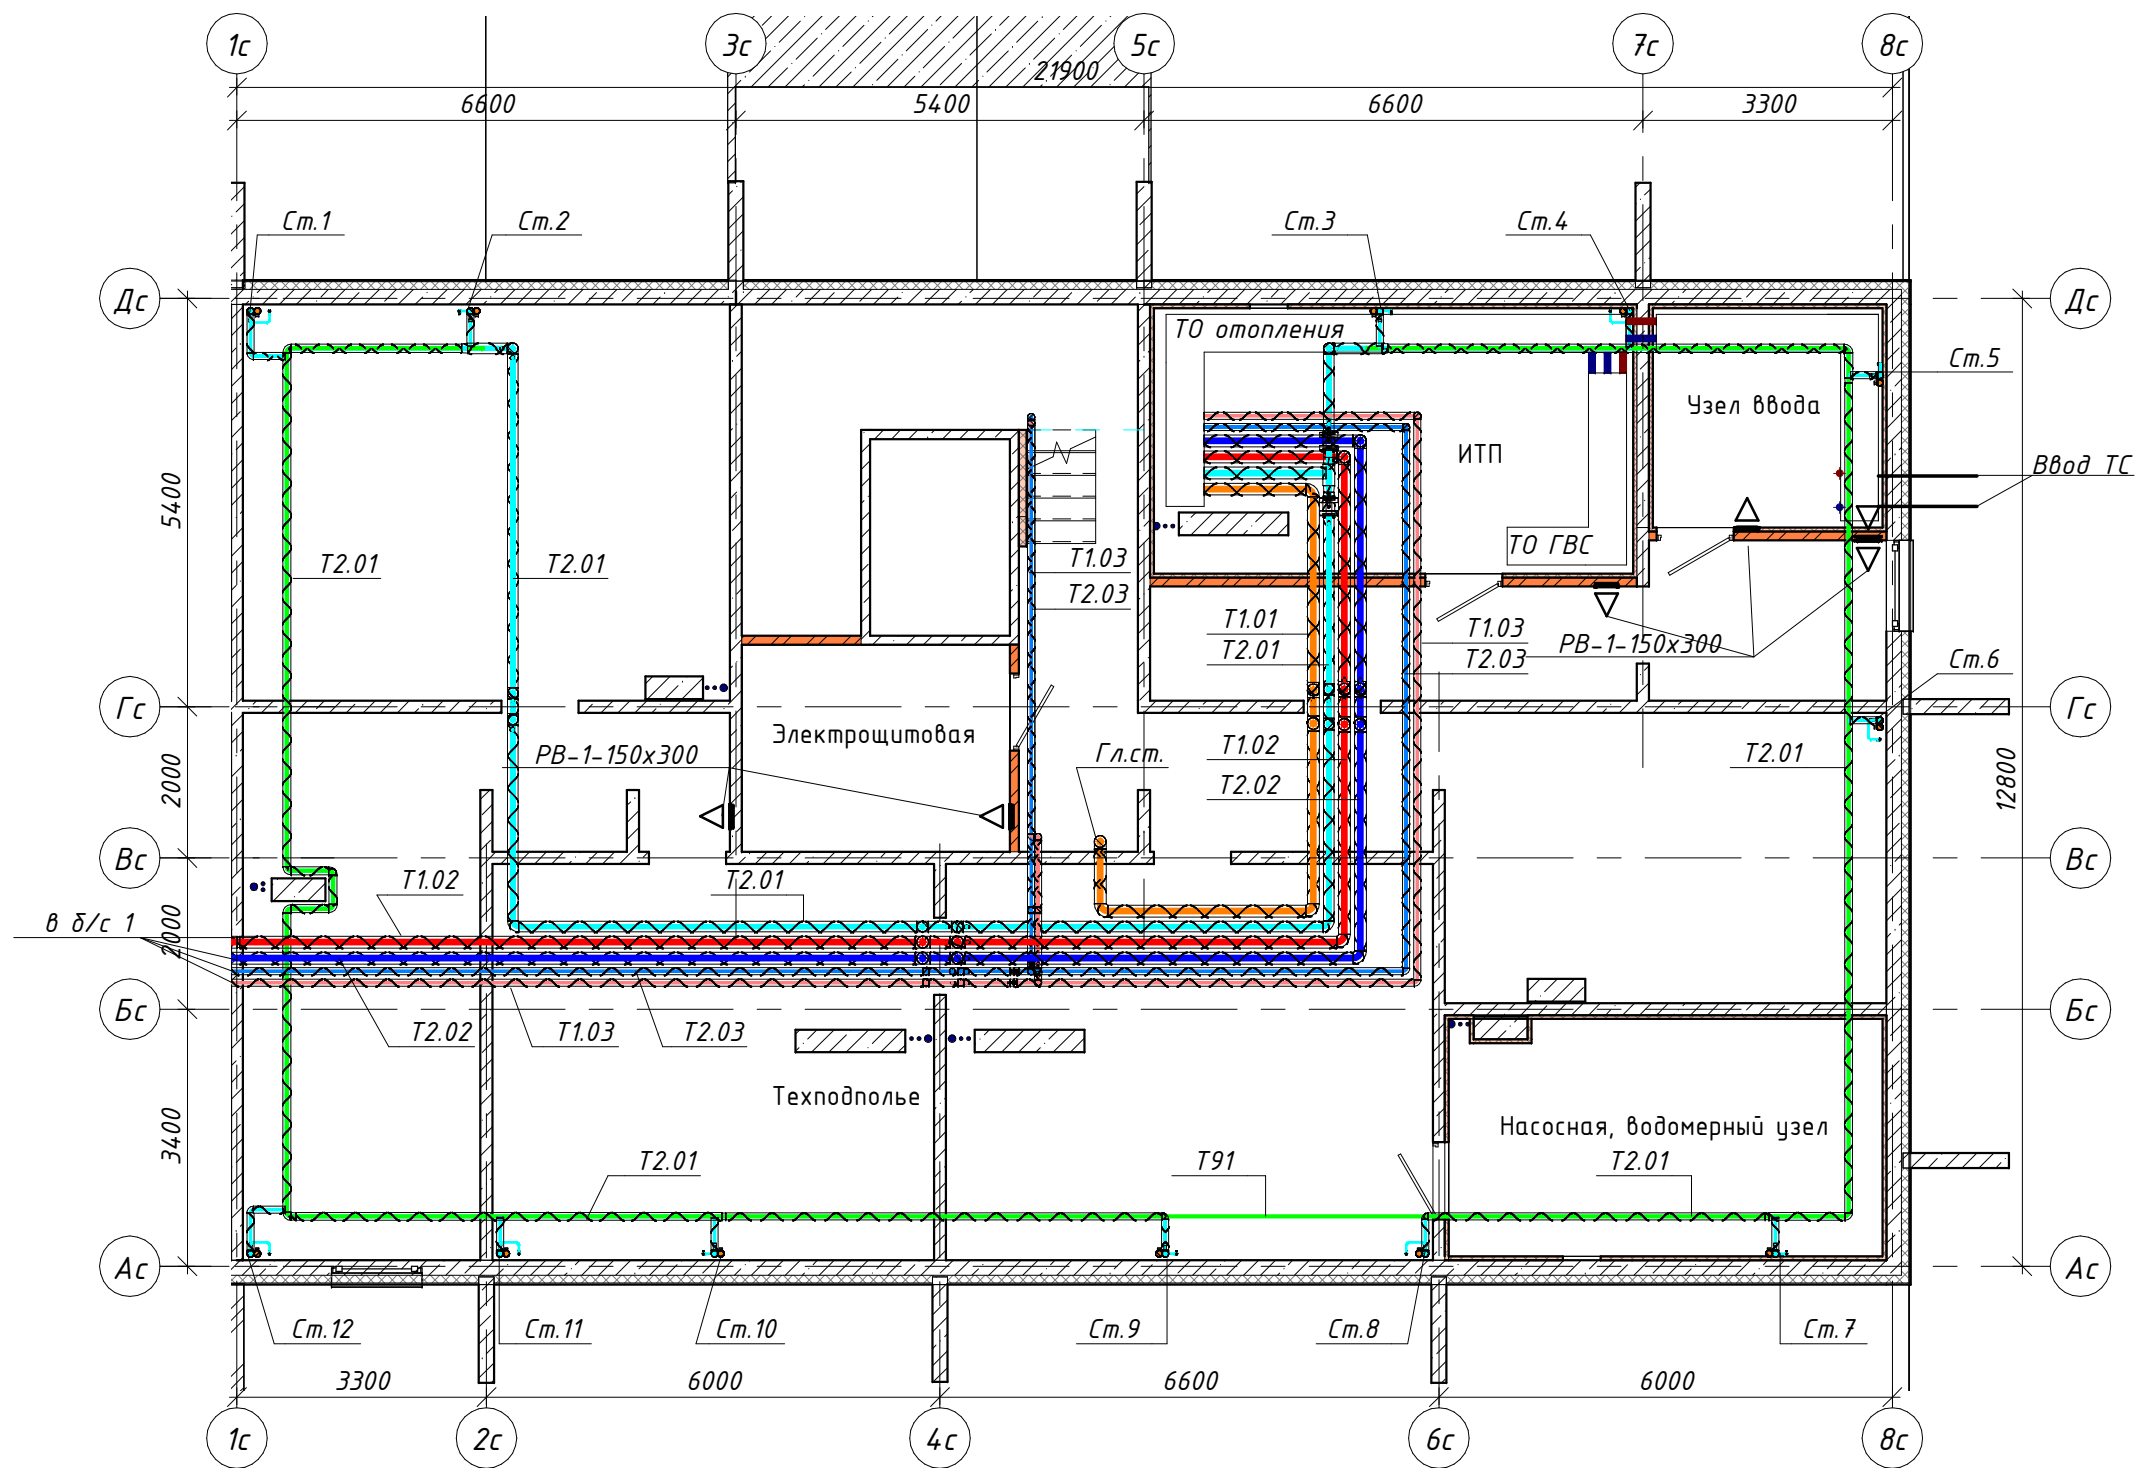 1с
3с
5с
7с
8с
21900
6600
5400
6600
3300
Ст.1
Ст.2
Ст.3
Ст.4
Дс
Дс
ТО отопления
Ст.5
Узел ввода
ИТП
Ввод ТС
5400
ТО ГВС
Т2.01
Т2.01
Т1.03
Т2.03
Т1.01
Т2.01
Т1.03
Т2.03
РВ-1-150х300
Ст.6
Гс
Гс
Электрощитовая
РВ-1-150х300
Гл.ст.
Т1.02
Т2.02
Т2.01
2000
12800
Вс
Вс
Т1.02
Т2.01
в б/с 1
2000
Бс
Бс
Т2.02
Т1.03
Т2.03
Техподполье
Насосная, водомерный узел
3400
Т2.01
Т91
Т2.01
Ас
Ас
Ст.12
Ст.11
Ст.10
Ст.9
Ст.8
Ст.7
3300
6000
6600
6000
1с
2с
4с
6с
8с